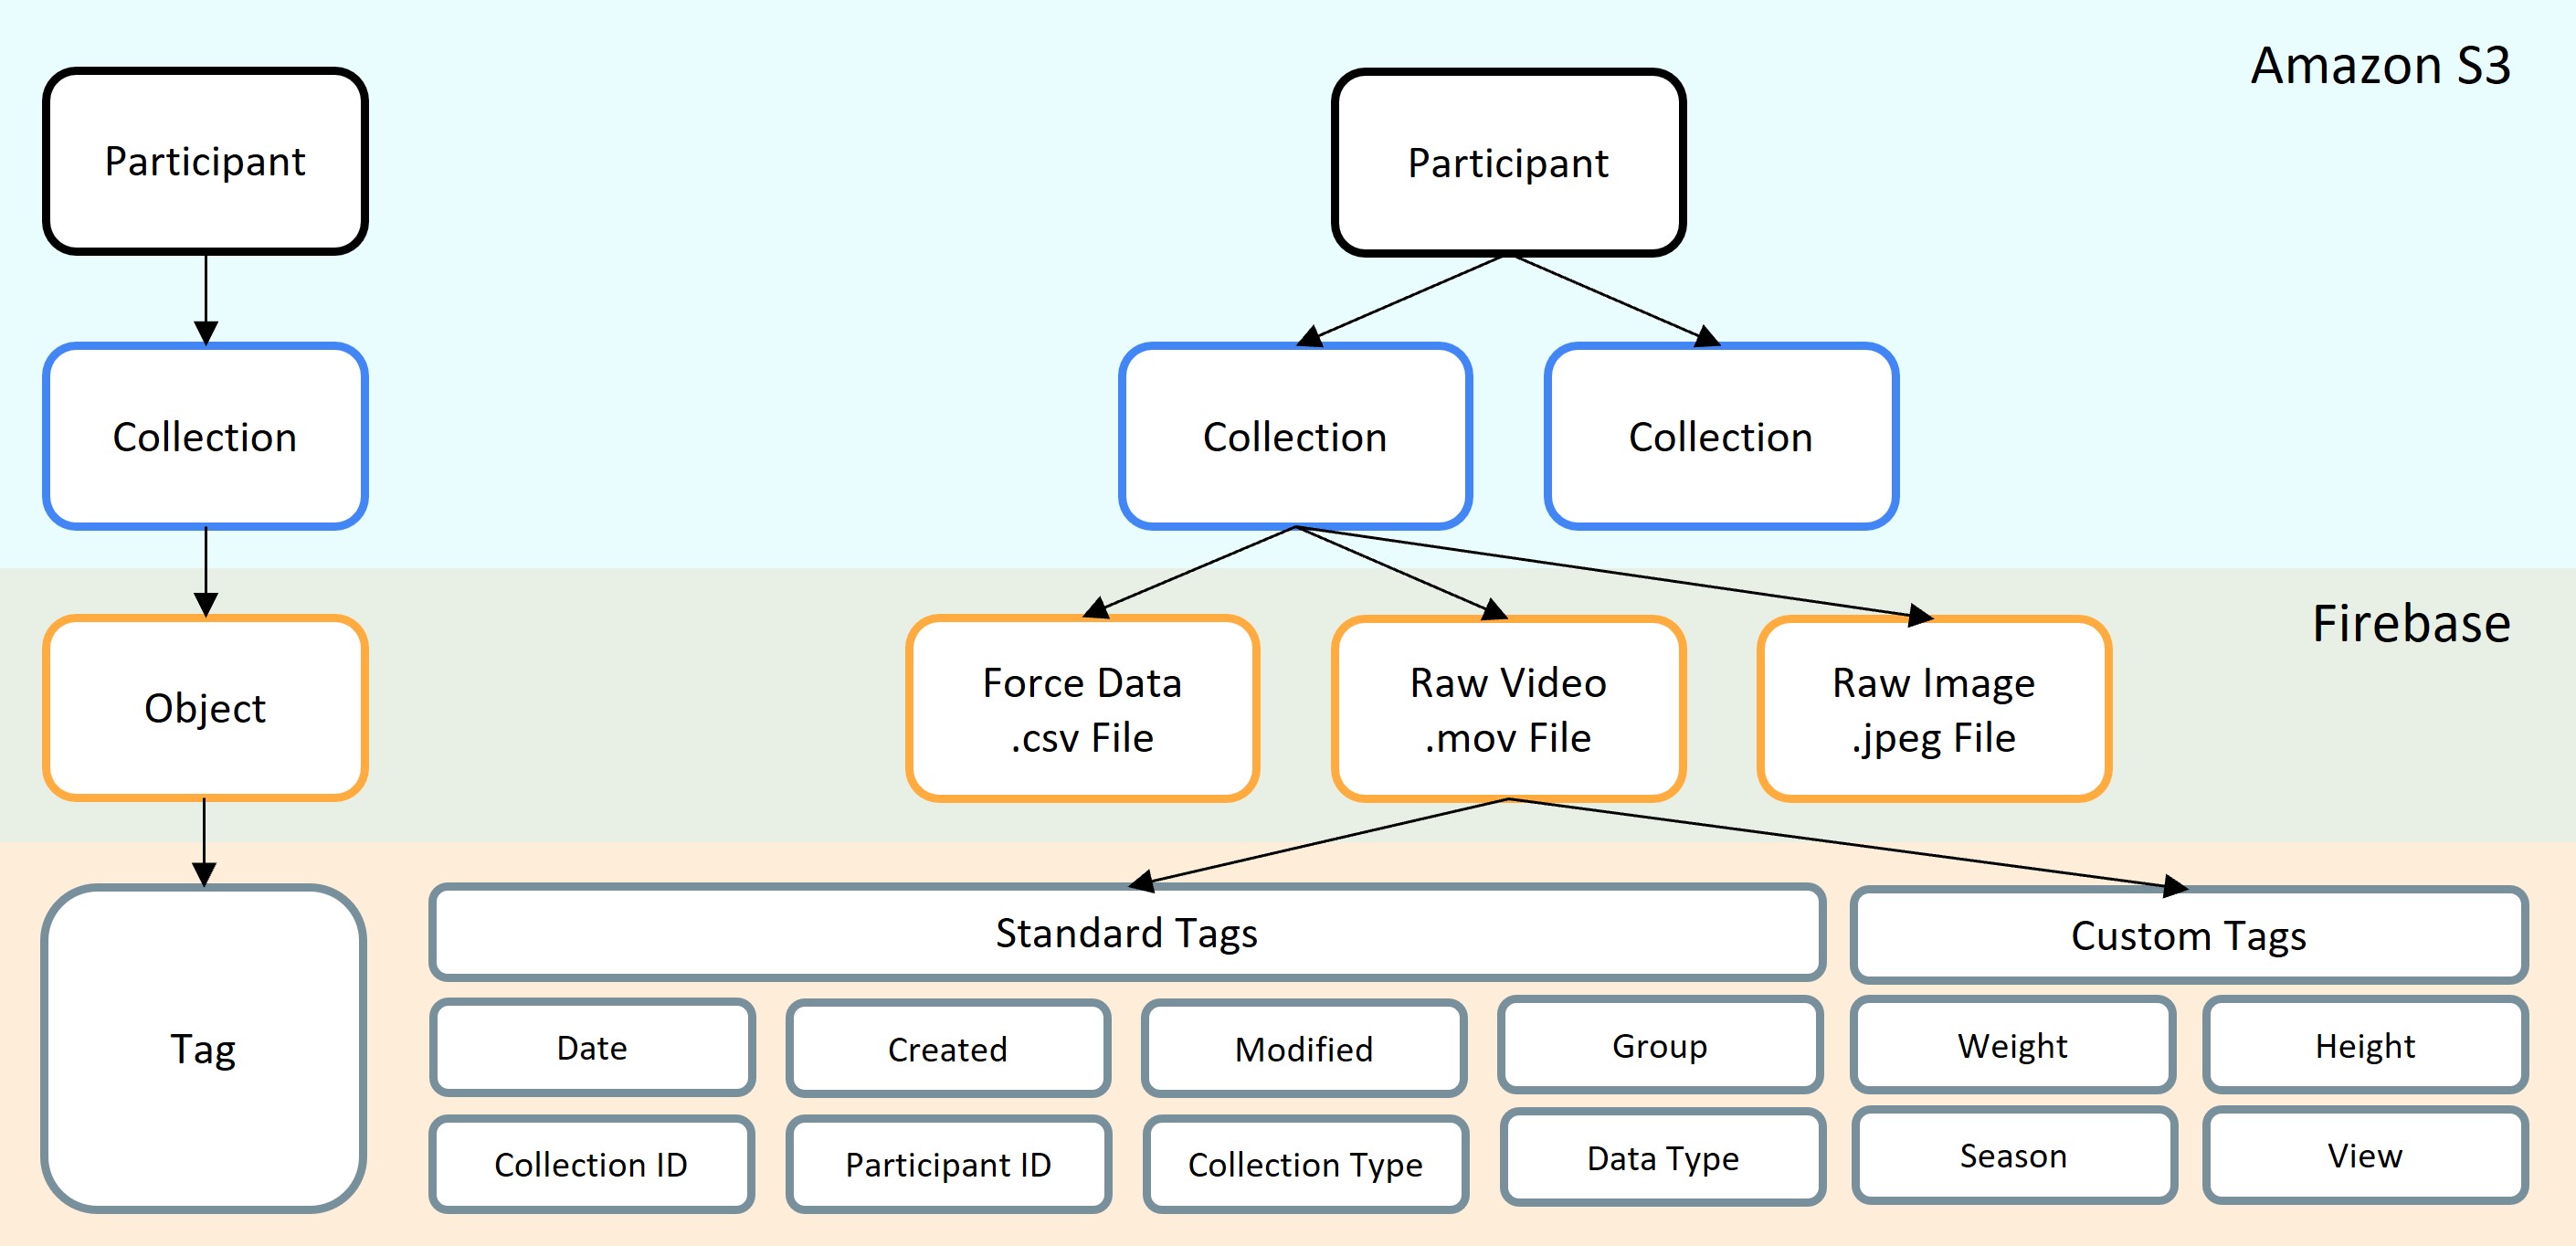 Amazon S3
Participant
Participant
Collection
Collection
Collection
Firebase
Object
Force Data
.csv File
Raw Video
.mov File
Raw Image
.jpeg File
Tag
Standard Tags
Custom Tags
Date
Created
Modified
Group
Weight
Height
Collection ID
Participant ID
Collection Type
Data Type
Season
View